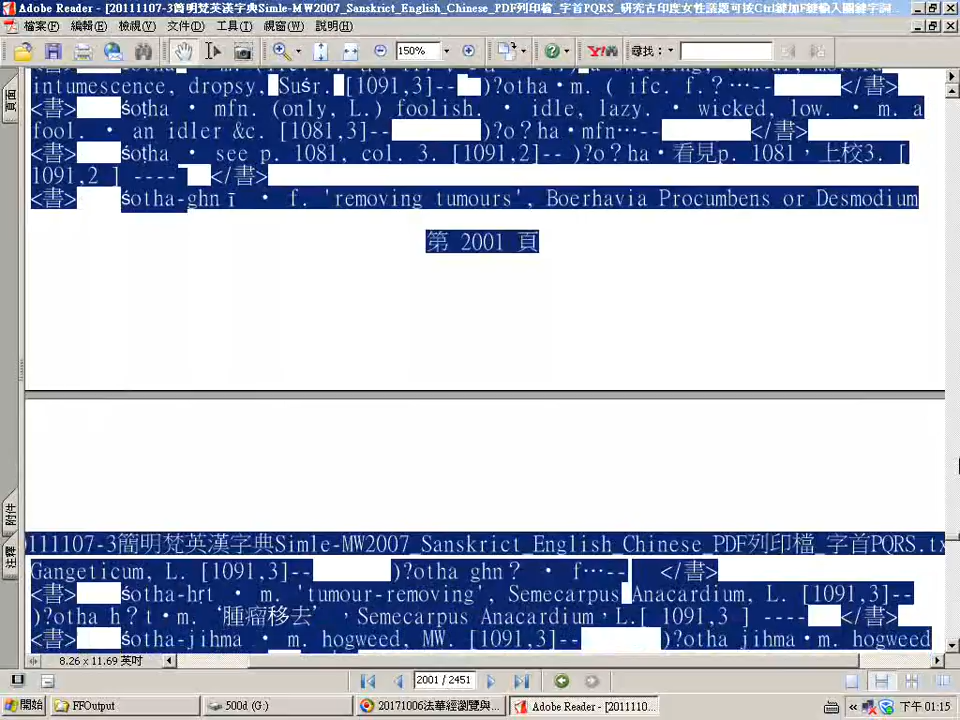 Adobe Reader - [20111107-3簡明梵英漢字典Simle-MW2007_Sanskrict_English_Chinese_PDF列印檔_字首PQRS_研究古印度女性議題可按Ctrl鍵加F鍵輸入關鍵字詞
檔案(F) 編輯(E) 檢視(V) 文件(D) 工具(T) 視窗(W) 說明(H)
150% 尋找:
頁面
intumescence, dropsy, Suśr. [1091,3]-- )?otha‧m. ( ifc. f.？…-- </書>
<書> śoṭha ‧ mfn. (only, L.) foolish. ‧ idle, lazy. ‧ wicked, low. ‧ m. a
fool. ‧ an idler &c. [1081,3]-- )?o？ha‧mfn…-- </書>
<書> śoṭha ‧ see p. 1081, col. 3. [1091,2]-- )?o？ha‧看見p. 1081，上校3. [
1091,2 ] ---- </書>
<書> śotha-ghnī ‧ f. 'removing tumours', Boerhavia Procumbens or Desmodium
第 2001 頁
附件
注釋
111107-3簡明梵英漢字典Simle-MW2007_Sanskrict_English_Chinese_PDF列印檔_字首PQRS.tx
Gangeticum, L. [1091,3]-- )?otha ghn？ ‧ f…-- </書>
<書> śotha-hṛt ‧ m. 'tumour-removing', Semecarpus Anacardium, L. [1091,3]--
)?otha h？t‧m. ‘腫瘤移去’，Semecarpus Anacardium，L.[ 1091,3 ] ---- </書>
<書> śotha-jihma ‧ m. hogweed, MW. [1091,3]-- )?otha jihma‧m. hogweed
8.26 x 11.69 英吋
2001 / 2451
開始 FFOutput 500d (G:) 20171006法華經瀏覽與... Adobe Reader - [2011110... 下午 01:15